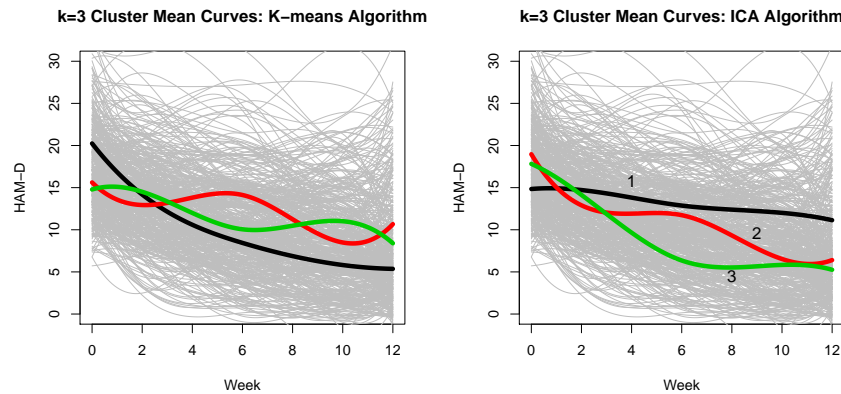 k=3 Cluster Mean Curves: K−means Algorithm
30
25
20
15
10
5
0
HAM−D
0 2 4 6 8 10 12
Week
k=3 Cluster Mean Curves: ICA Algorithm
30
25
20
15
10
5
0
HAM−D
1
2
3
0 2 4 6 8 10 12
Week